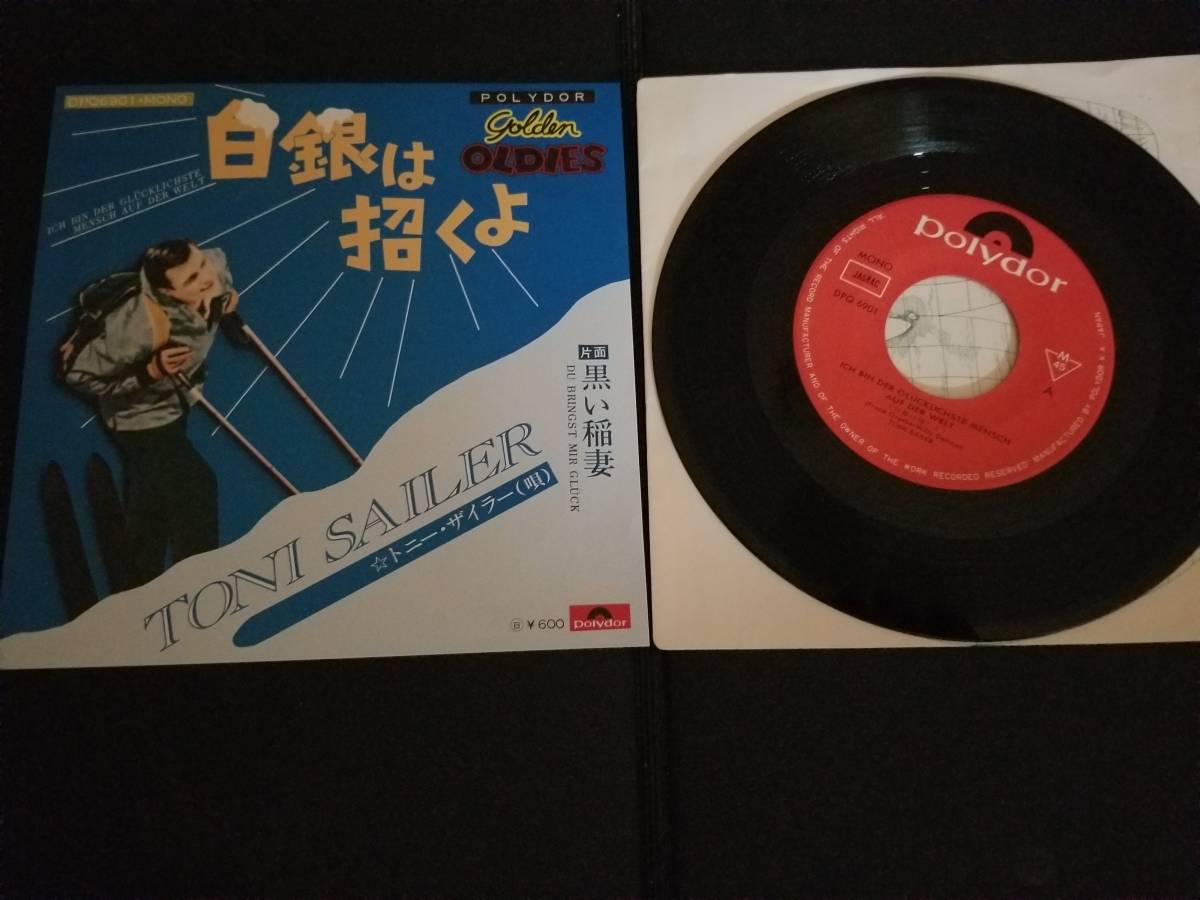 DPQ6901・MONO
POLYDOR
Golden
OLDIES
白銀は
招くよ
ICH BIN DER GLÜCKLICHSTE
MENSCH AUF DER WELT
片面
黒い稲妻
DU BRINGST MIR GLÜCK
TONI SAILER
☆トニー・ザイラー(唄)
Ⓑ ¥600
polydor
polydor
MONO
JASRAC
DPQ 6901
M
45
A
ICH BIN DER GLÜCKLICHSTE MENSCH
AUF DER WELT
TONI SAILER
ALL RIGHTS OF THE RECORD MANUFACTURER AND OF THE OWNER OF THE WORK RECORDED RESERVED MANUFACTURED BY POLYDOR K.K. JAPAN